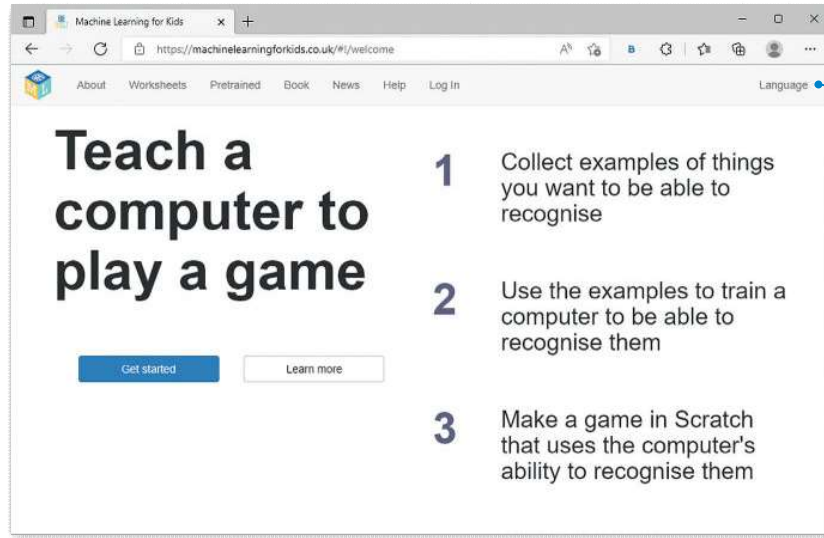 Machine Learning for Kids
https://machinelearningforkids.co.uk/#!/welcome
About Worksheets Pretrained Book News Help Log In Language
Teach a
computer to
play a game
Get started Learn more
1 Collect examples of things
you want to be able to
recognise
2 Use the examples to train a
computer to be able to
recognise them
3 Make a game in Scratch
that uses the computer's
ability to recognise them